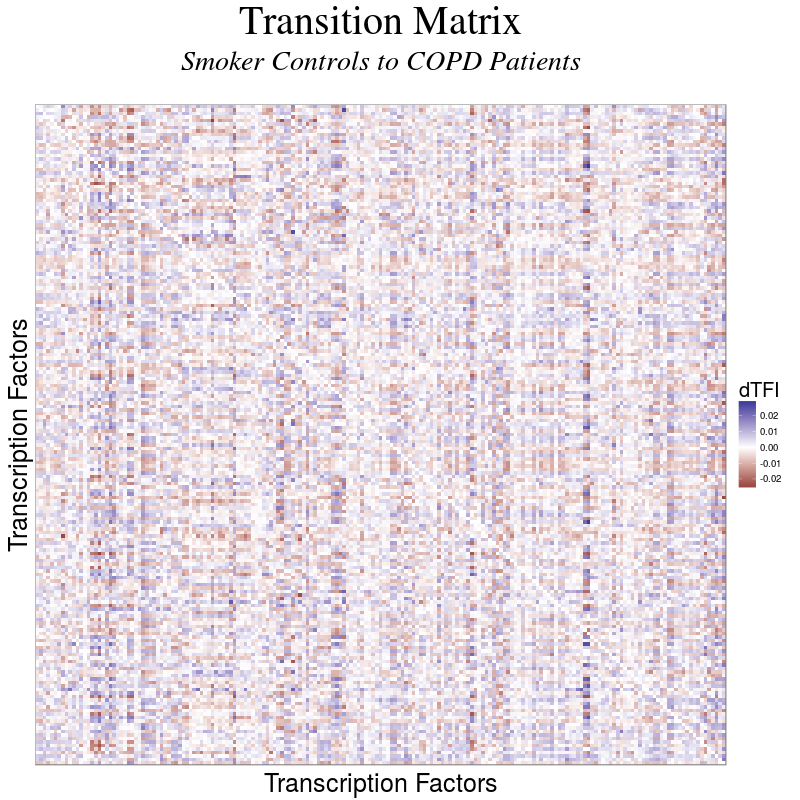 Transition Matrix
Smoker Controls to COPD Patients
Transcription Factors
dTFI
0.02
0.01
0.00
-0.01
-0.02
Transcription Factors